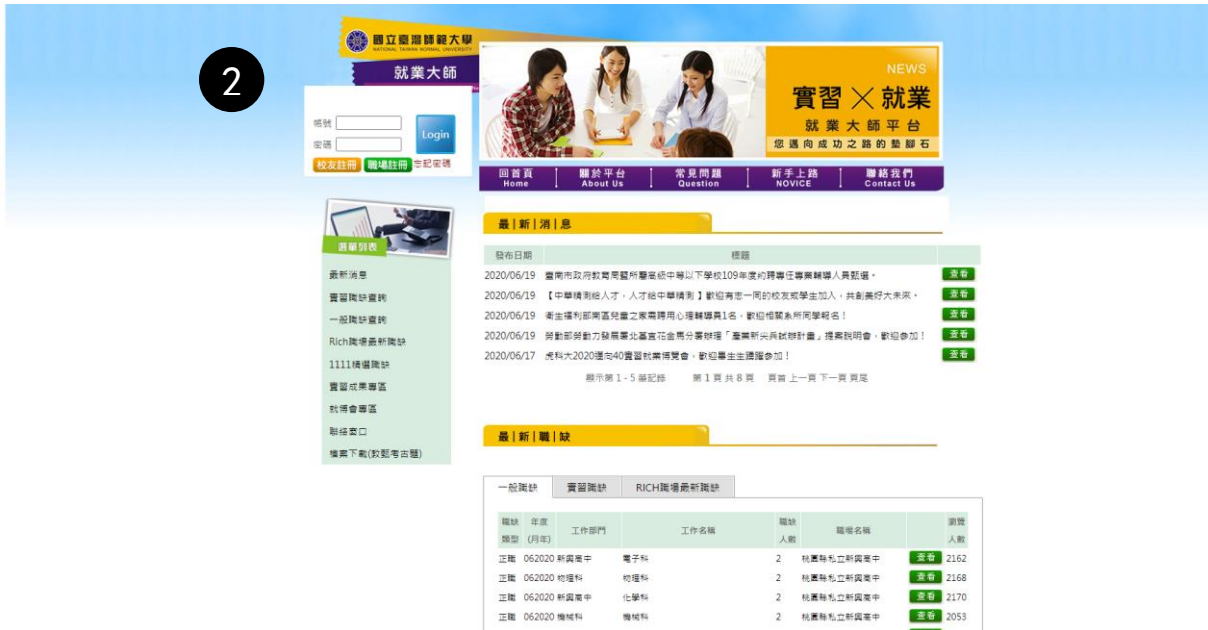 2
國立臺灣師範大學
NATIONAL TAIWAN NORMAL UNIVERSITY
就業大師
帳號
密碼
Login
校友註冊 職場註冊 忘記密碼
NEWS
實習╳就業
就業大師平台
您邁向成功之路的墊腳石
回首頁 關於平台 常見問題 新手上路 聯絡我們
Home About Us Question NOVICE Contact Us
選單列表
最新消息
實習職缺查詢
一般職缺查詢
Rich職場最新職缺
1111精選職缺
實習成果專區
就博會專區
聯絡窗口
檔案下載(教甄考古題)
最|新|消|息
發布日期 標題
2020/06/19 臺南市政府教育局暨所屬高級中等以下學校109年度約聘專任專業輔導人員甄選。 查看
2020/06/19 【中華精測給人才,人才給中華精測】歡迎有志一同的校友或學生加入,共創美好大未來。 查看
2020/06/19 衛生福利部南區兒童之家需聘用心理輔導員1名,歡迎相關系所同學報名! 查看
2020/06/19 勞動部勞動力發展署北基宜花金馬分署辦理「產業新尖兵試辦計畫」提案說明會,歡迎參加! 查看
2020/06/17 虎科大2020邁向40實習就業博覽會,歡迎畢業生踴躍參加! 查看
顯示第 1 - 5 筆記錄 第 1 頁 共 8 頁 頁首 上一頁 下一頁 頁尾
最|新|職|缺
一般職缺 實習職缺 RICH職場最新職缺
職缺類型 年度(月年) 工作部門 工作名稱 職缺人數 職場名稱 瀏覽人數
正職 062020 新興高中 電子科 2 桃園縣私立新興高中 查看 2162
正職 062020 物理科 物理科 2 桃園縣私立新興高中 查看 2168
正職 062020 新興高中 化學科 2 桃園縣私立新興高中 查看 2170
正職 062020 機械科 機械科 2 桃園縣私立新興高中 查看 2053